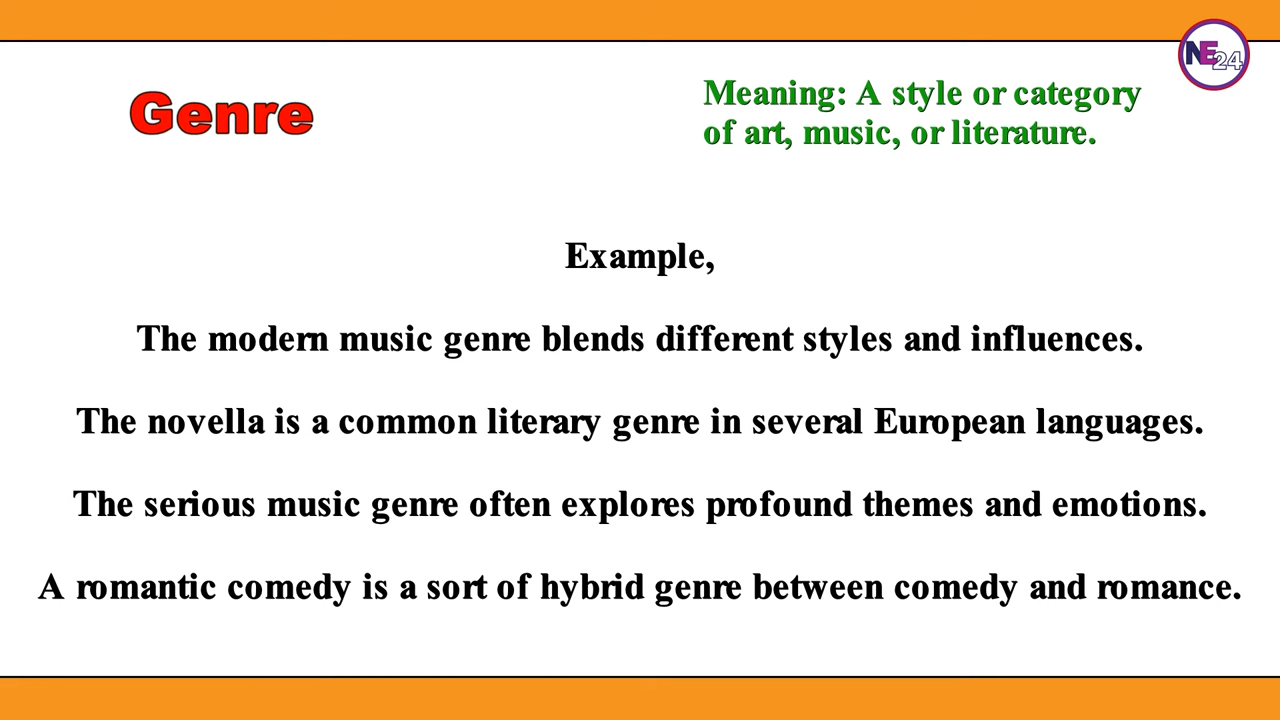 NE24
Genre
Meaning: A style or category
of art, music, or literature.
Example,
The modern music genre blends different styles and influences.
The novella is a common literary genre in several European languages.
The serious music genre often explores profound themes and emotions.
A romantic comedy is a sort of hybrid genre between comedy and romance.